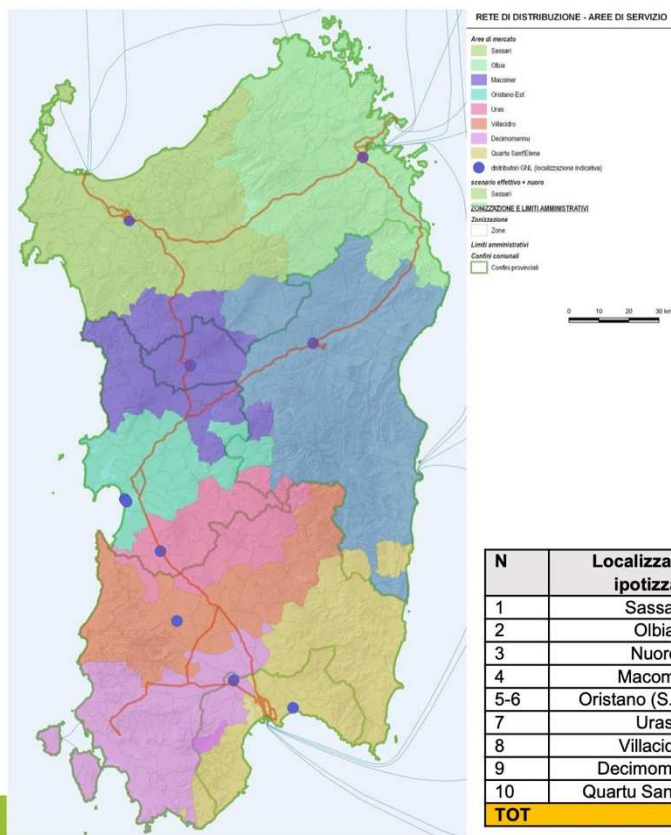 RETE DI DISTRIBUZIONE - AREE DI SERVIZIO
Aree di mercato
Sassari
Olbia
Macomer
Oristano Est
Uras
Villacidro
Decimomannu
Quartu Sant'Elena
distributori GNL (localizzazione indicativa)
scenario effettivo + nuoro
Sassari
ZONIZZAZIONE E LIMITI AMMINISTRATIVI
Zonizzazione
Zone
Limiti amministrativi
Confini comunali
Confini provinciali
0 10 20 30 km
N Localizza
ipotizza
1 Sassa
2 Olbia
3 Nuoro
4 Macom
5-6 Oristano (S.
7 Uras
8 Villacid
9 Decimom
10 Quartu San
TOT